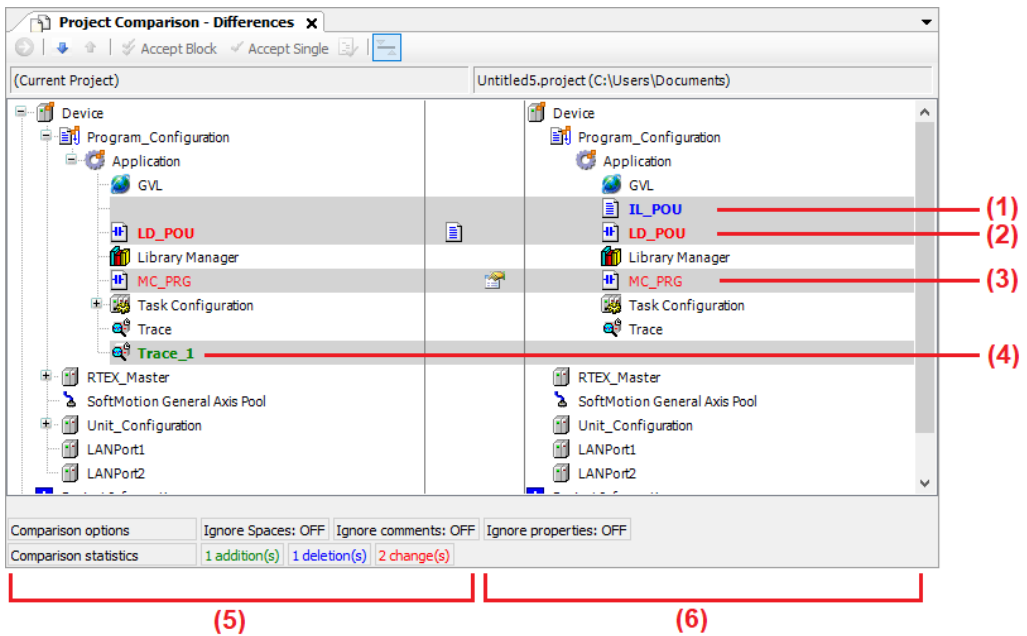 Project Comparison - Differences
Accept Block Accept Single
(Current Project) Untitled5.project (C:\Users\Documents)
Device Device
Program_Configuration Program_Configuration
Application Application
GVL GVL
IL_POU (1)
LD_POU LD_POU (2)
Library Manager Library Manager
MC_PRG MC_PRG (3)
Task Configuration Task Configuration
Trace Trace
Trace_1 (4)
RTEX_Master RTEX_Master
SoftMotion General Axis Pool SoftMotion General Axis Pool
Unit_Configuration Unit_Configuration
LANPort1 LANPort1
LANPort2 LANPort2
Comparison options Ignore Spaces: OFF Ignore comments: OFF Ignore properties: OFF
Comparison statistics 1 addition(s) 1 deletion(s) 2 change(s)
(5) (6)